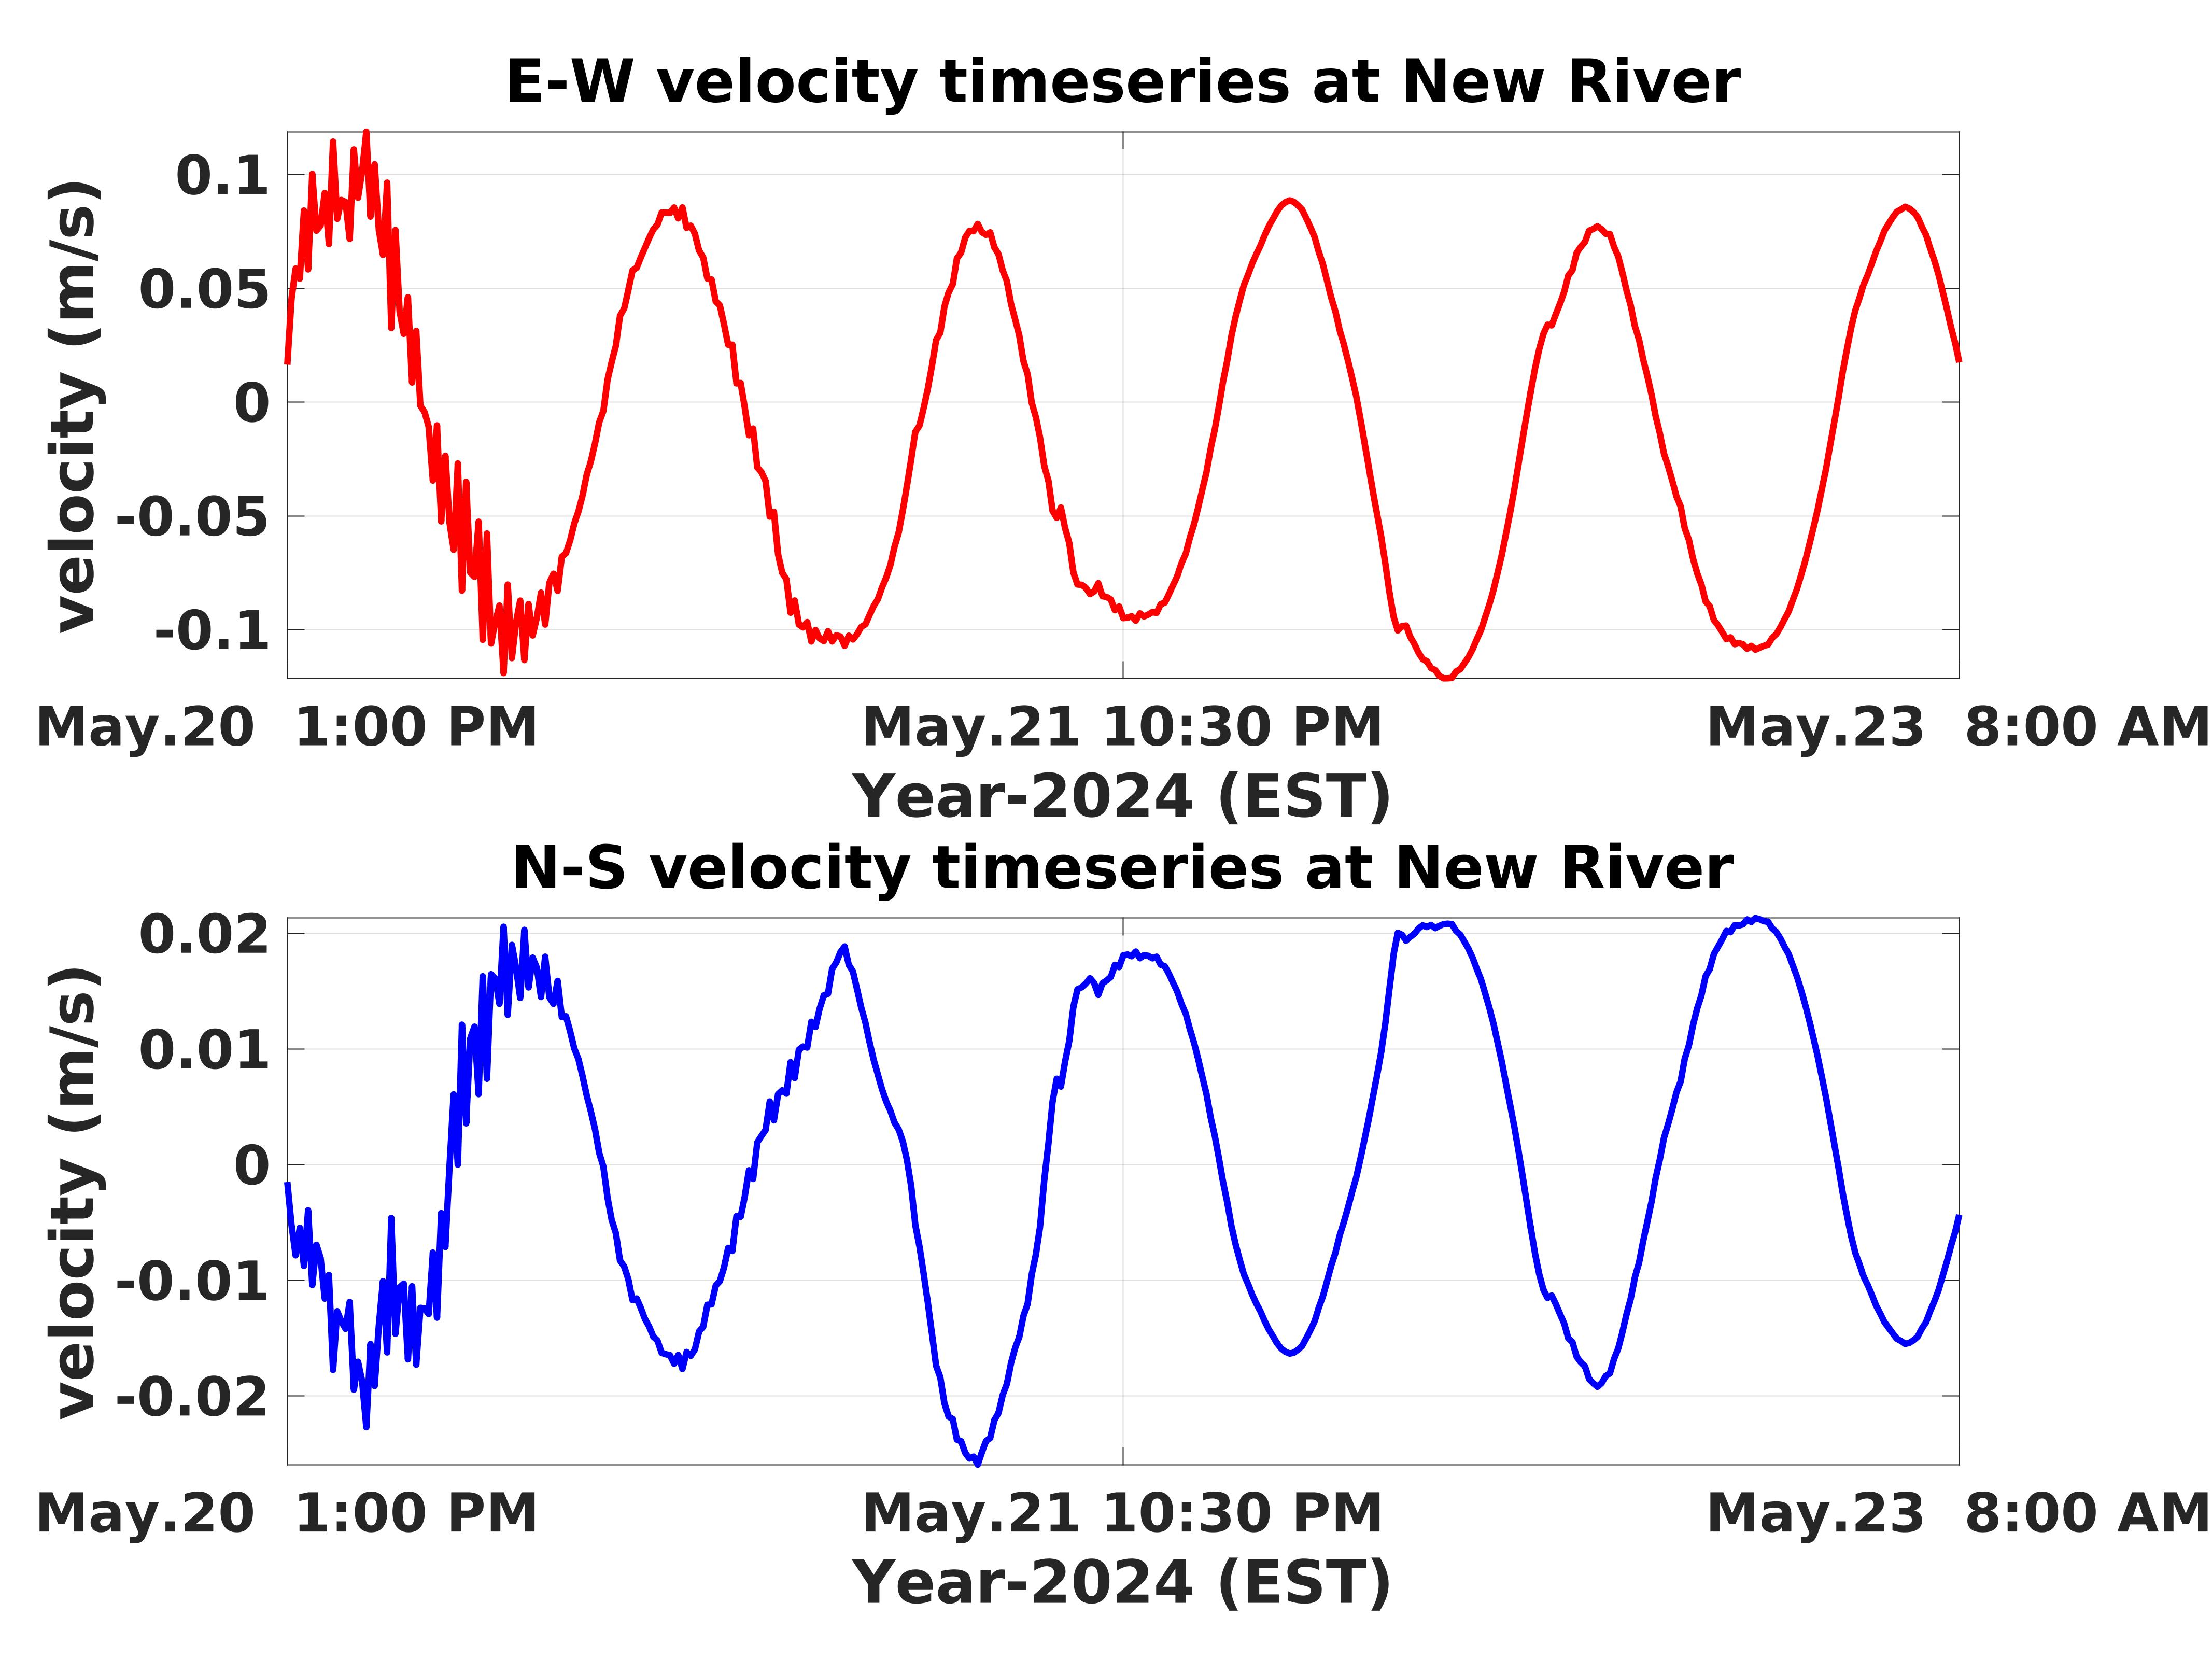 E-W velocity timeseries at New River
velocity (m/s)
0.1
0.05
0
-0.05
-0.1
May.20  1:00 PM
May.21 10:30 PM
May.23  8:00 AM
Year-2024 (EST)
N-S velocity timeseries at New River
velocity (m/s)
0.02
0.01
0
-0.01
-0.02
May.20  1:00 PM
May.21 10:30 PM
May.23  8:00 AM
Year-2024 (EST)